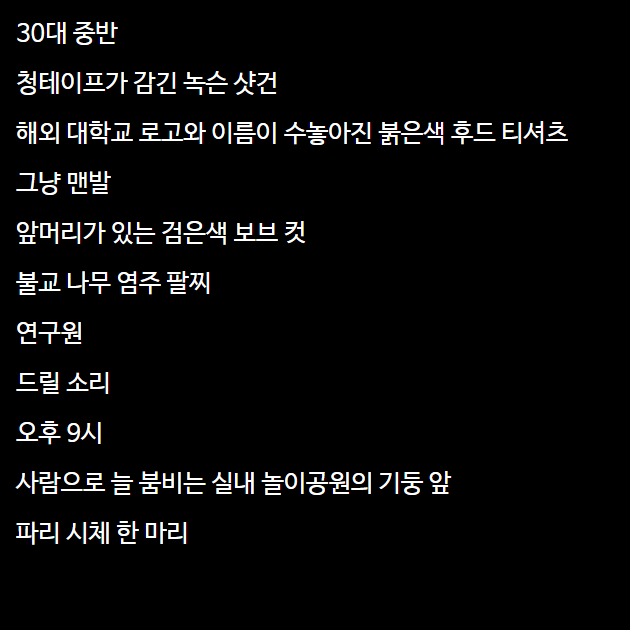 30대 중반
청테이프가 감긴 녹슨 샷건
해외 대학교 로고와 이름이 수놓아진 붉은색 후드 티셔츠
그냥 맨발
앞머리가 있는 검은색 보브 컷
불교 나무 염주 팔찌
연구원
드릴 소리
오후 9시
사람으로 늘 붐비는 실내 놀이공원의 기둥 앞
파리 시체 한 마리